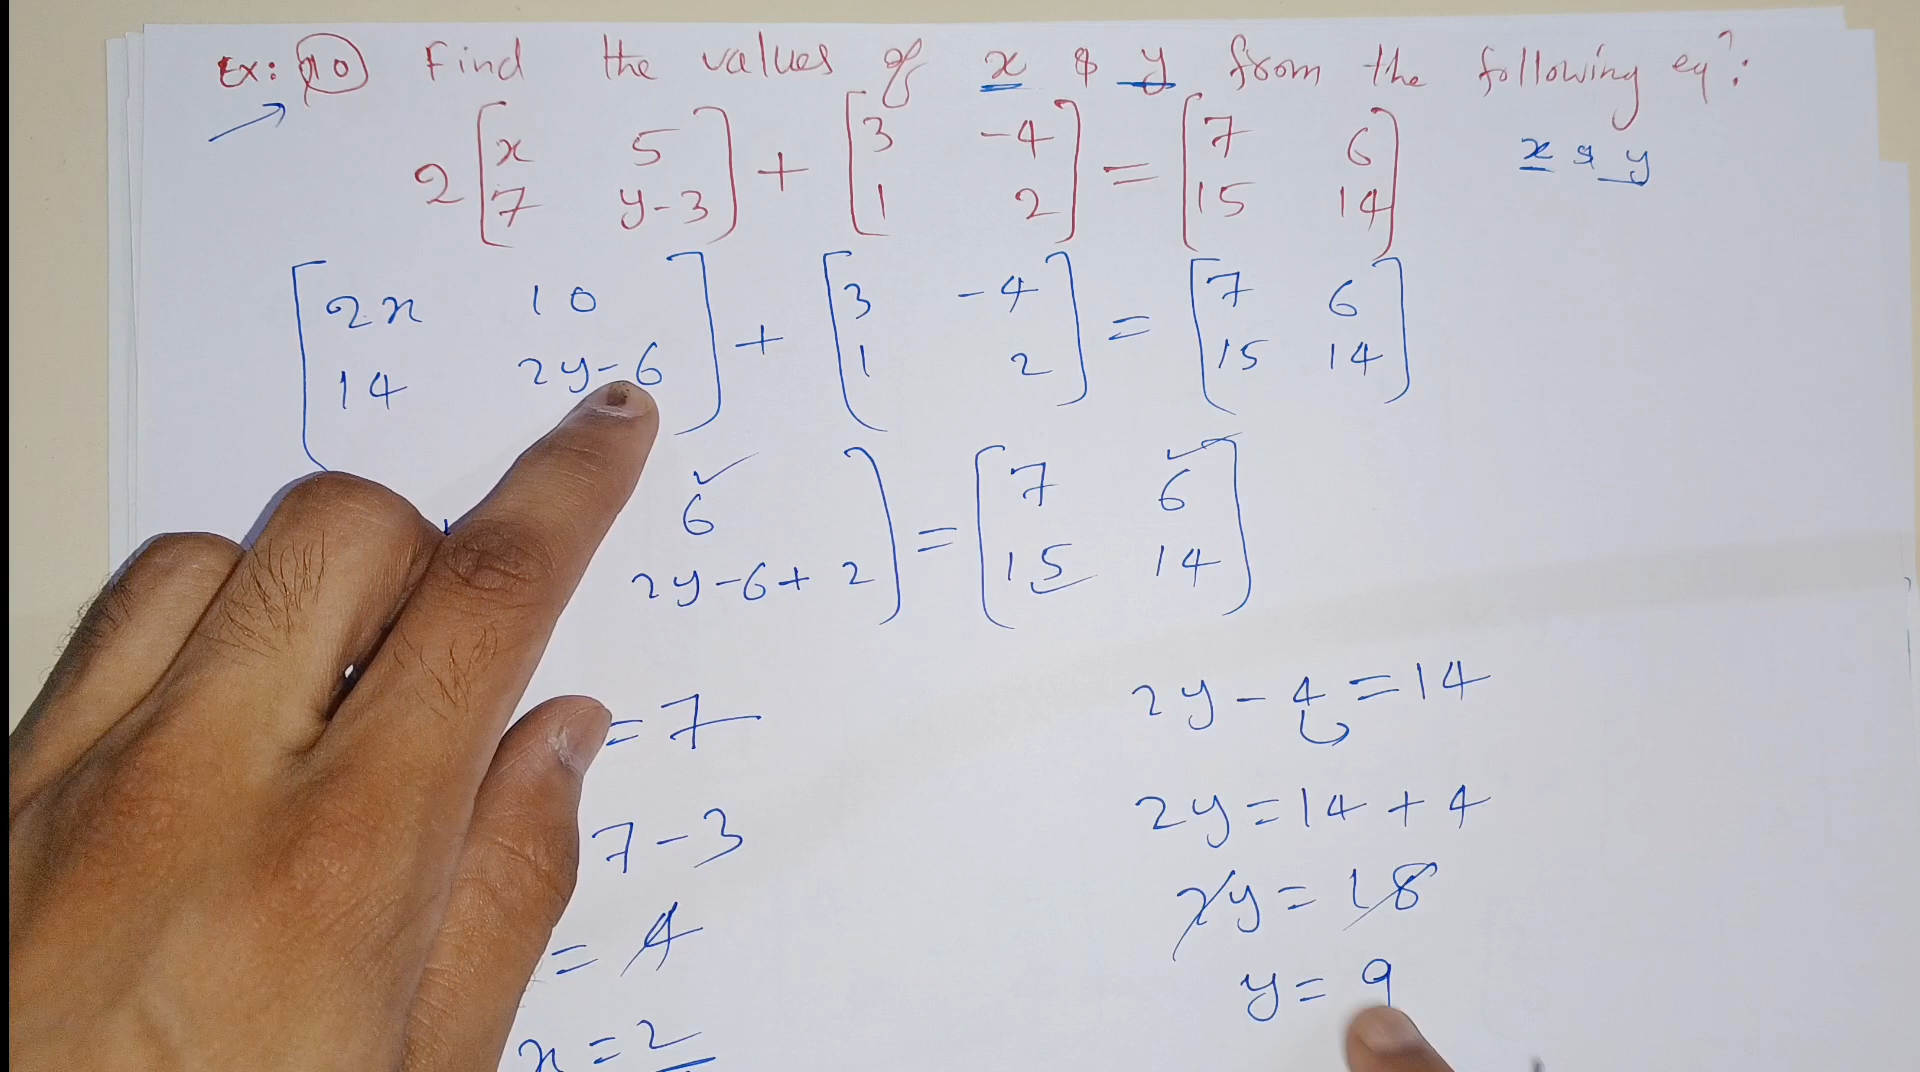 Ex: 10 Find the values of x & y from the following eqⁿ:
2 [x 5] + [3 -4] = [7 6] x & y
[7 y-3] [1 2] [15 14]
[2x 10] + [3 -4] = [7 6]
[14 2y-6] [1 2] [15 14]
6 ✓] = [7 6 ✓]
2y-6+2] [15 14]
= 7
7-3
= 4
x = 2
2y - 4 = 14
2y = 14 + 4
2y = 18
y = 9